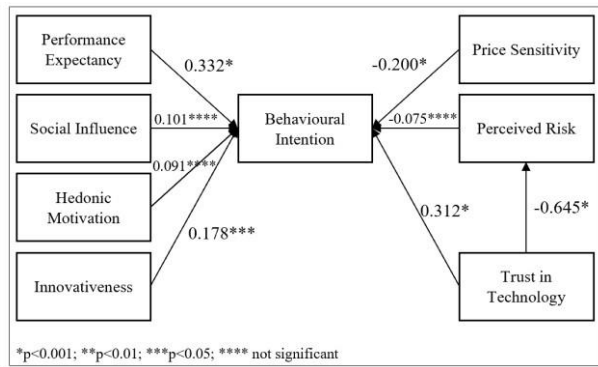 Performance
Expectancy
0.332*
Social Influence
0.101****
Hedonic
Motivation
0.091****
Innovativeness
0.178***
Behavioural
Intention
Price Sensitivity
-0.200*
Perceived Risk
-0.075****
-0.645*
0.312*
Trust in
Technology
*p<0.001; **p<0.01; ***p<0.05; **** not significant